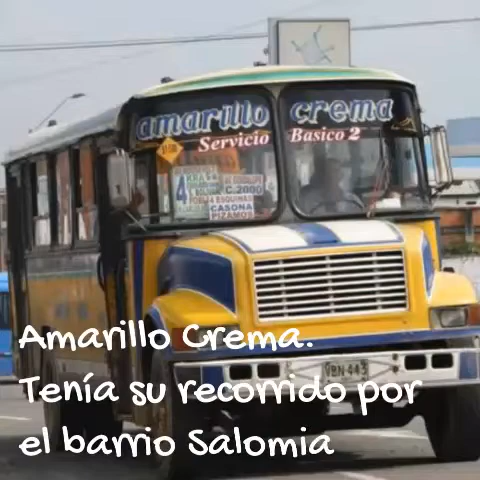 amarillo crema
Servicio Basico 2
4
C.2000
CASONA
PIZAMOS
VBN-443
Amarillo Crema.
Tenía su recorrido por
el barrio Salomia